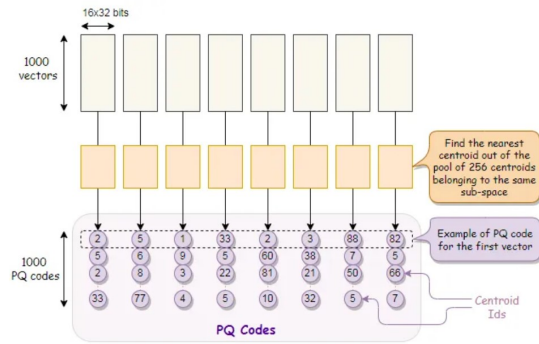 16x32 bits
1000
vectors
Find the nearest
centroid out of the
pool of 256 centroids
belonging to the same
sub-space
2 5 1 33 2 3 88 82
Example of PQ code
for the first vector
5 6 9 5 60 38 7 5
1000
PQ codes
2 8 3 22 81 21 50 66
33 77 4 5 10 32 5 7
Centroid
Ids
PQ Codes